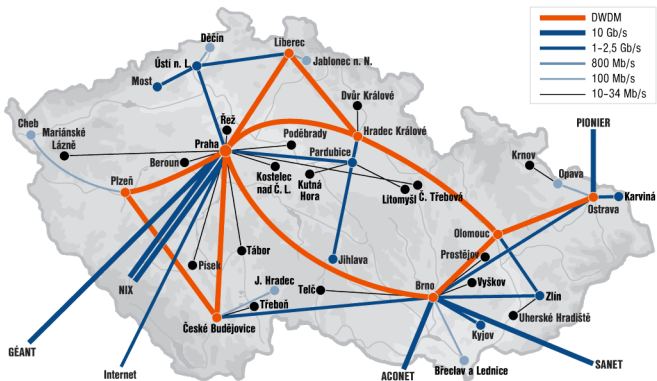 DWDM
10 Gb/s
1–2,5 Gb/s
800 Mb/s
100 Mb/s
10–34 Mb/s
Děčín
Liberec
Ústí n. L.
Jablonec n. N.
Most
Dvůr Králové
Cheb
Řež
PIONIER
Mariánské
Lázně
Praha
Poděbrady
Hradec Králové
Beroun
Pardubice
Krnov
Opava
Kostelec
nad Č. L.
Kutná
Hora
Plzeň
Litomyšl
Č. Třebová
Karviná
Ostrava
Olomouc
Písek
Tábor
Jihlava
Prostějov
NIX
J. Hradec
Telč
Brno
Vyškov
Zlín
Třeboň
České Budějovice
Uherské Hradiště
Kyjov
GÉANT
Internet
ACONET
Břeclav a Lednice
SANET